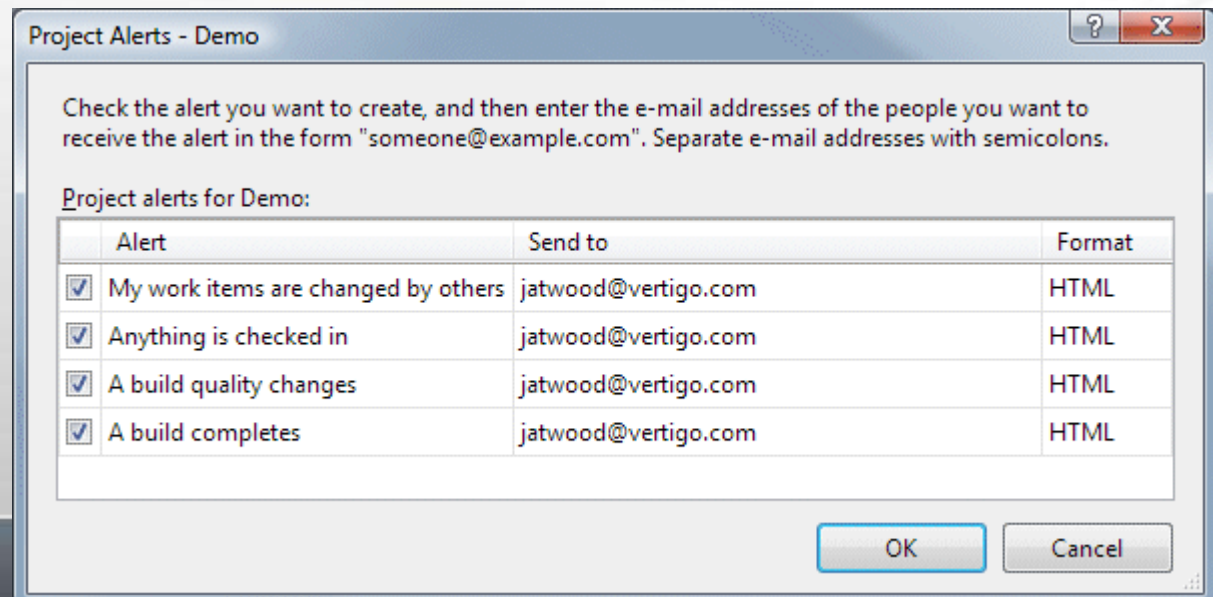 Project Alerts - Demo
Check the alert you want to create, and then enter the e-mail addresses of the people you want to
receive the alert in the form "someone@example.com". Separate e-mail addresses with semicolons.
Project alerts for Demo:
Alert Send to Format
My work items are changed by others jatwood@vertigo.com HTML
Anything is checked in jatwood@vertigo.com HTML
A build quality changes jatwood@vertigo.com HTML
A build completes jatwood@vertigo.com HTML
OK Cancel